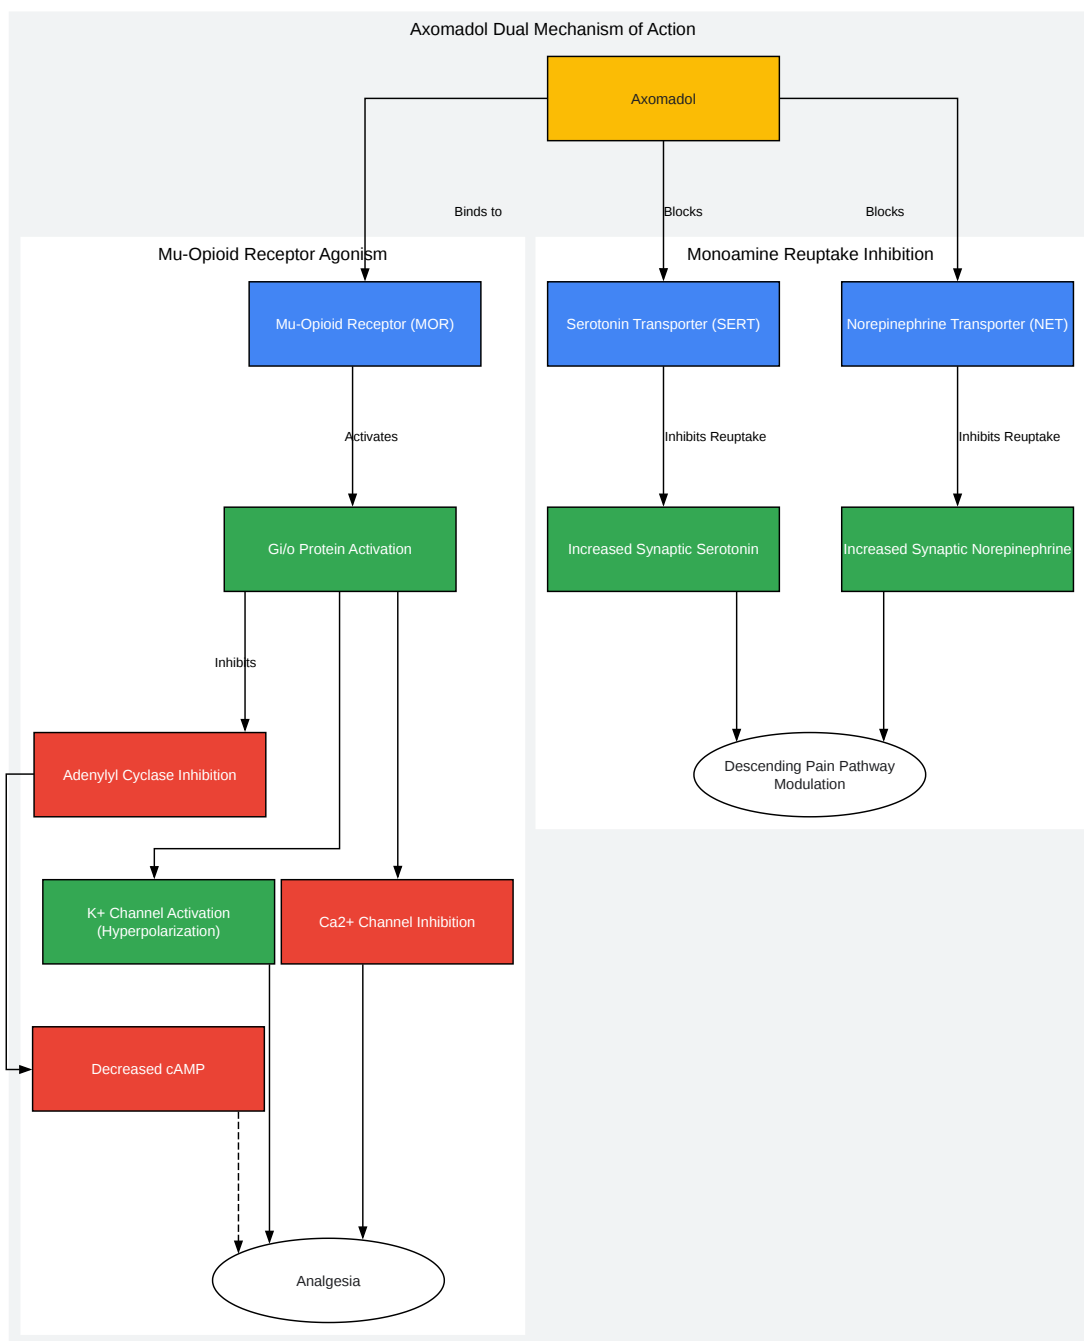 Axomadol Dual Mechanism of Action
Axomadol
Binds to
Blocks
Blocks
Mu-Opioid Receptor Agonism
Monoamine Reuptake Inhibition
Mu-Opioid Receptor (MOR)
Serotonin Transporter (SERT)
Norepinephrine Transporter (NET)
Activates
Inhibits Reuptake
Inhibits Reuptake
Gi/o Protein Activation
Increased Synaptic Serotonin
Increased Synaptic Norepinephrine
Inhibits
Adenylyl Cyclase Inhibition
Descending Pain Pathway
Modulation
K+ Channel Activation
(Hyperpolarization)
Ca2+ Channel Inhibition
Decreased cAMP
Analgesia